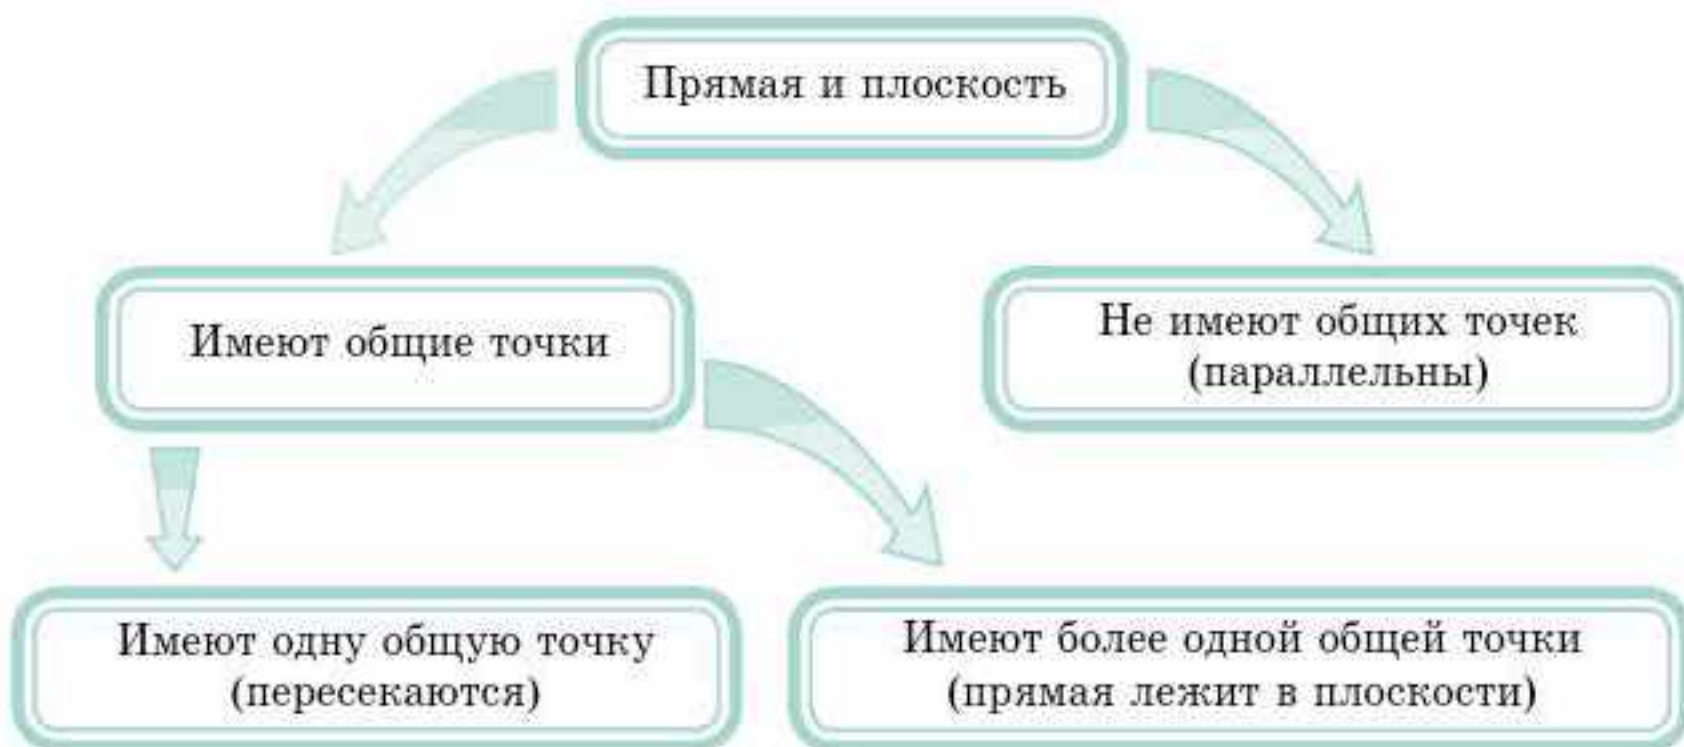 Прямая и плоскость
Имеют общие точки
Не имеют общих точек
(параллельны)
Имеют одну общую точку
(пересекаются)
Имеют более одной общей точки
(прямая лежит в плоскости)